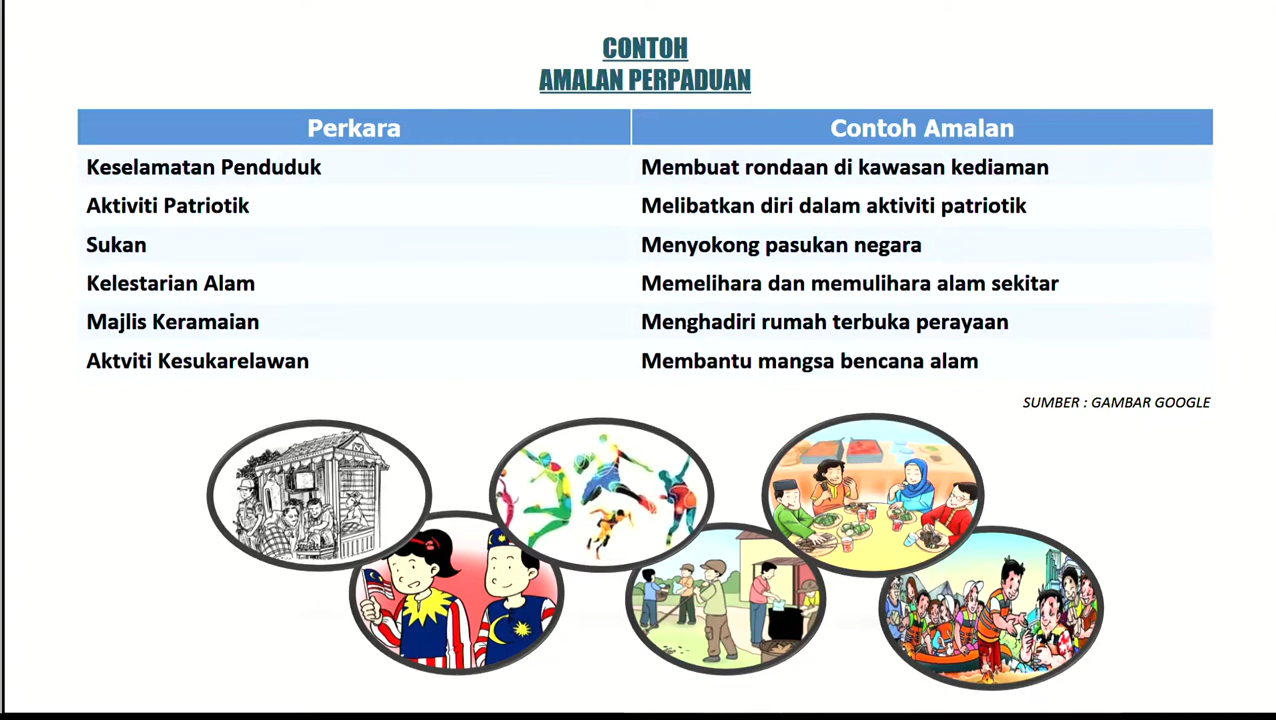 CONTOH
AMALAN PERPADUAN
Perkara Contoh Amalan
Keselamatan Penduduk Membuat rondaan di kawasan kediaman
Aktiviti Patriotik Melibatkan diri dalam aktiviti patriotik
Sukan Menyokong pasukan negara
Kelestarian Alam Memelihara dan memulihara alam sekitar
Majlis Keramaian Menghadiri rumah terbuka perayaan
Aktviti Kesukarelawan Membantu mangsa bencana alam
SUMBER : GAMBAR GOOGLE